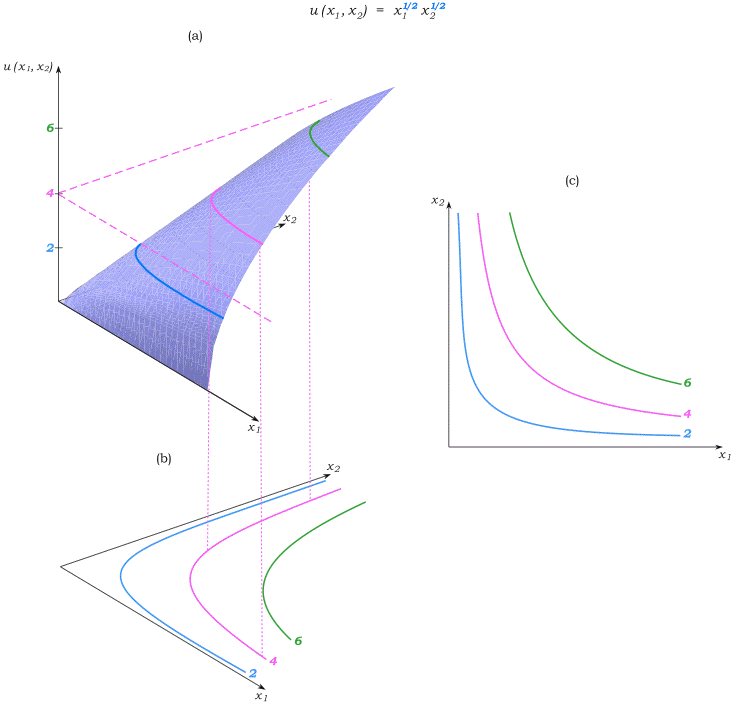 u (x₁, x₂) = x₁^1/2 x₂^1/2
(a)
u (x₁, x₂)
6
4
2
x₂
x₁
(b)
x₂
6
4
2
x₁
(c)
x₂
6
4
2
x₁